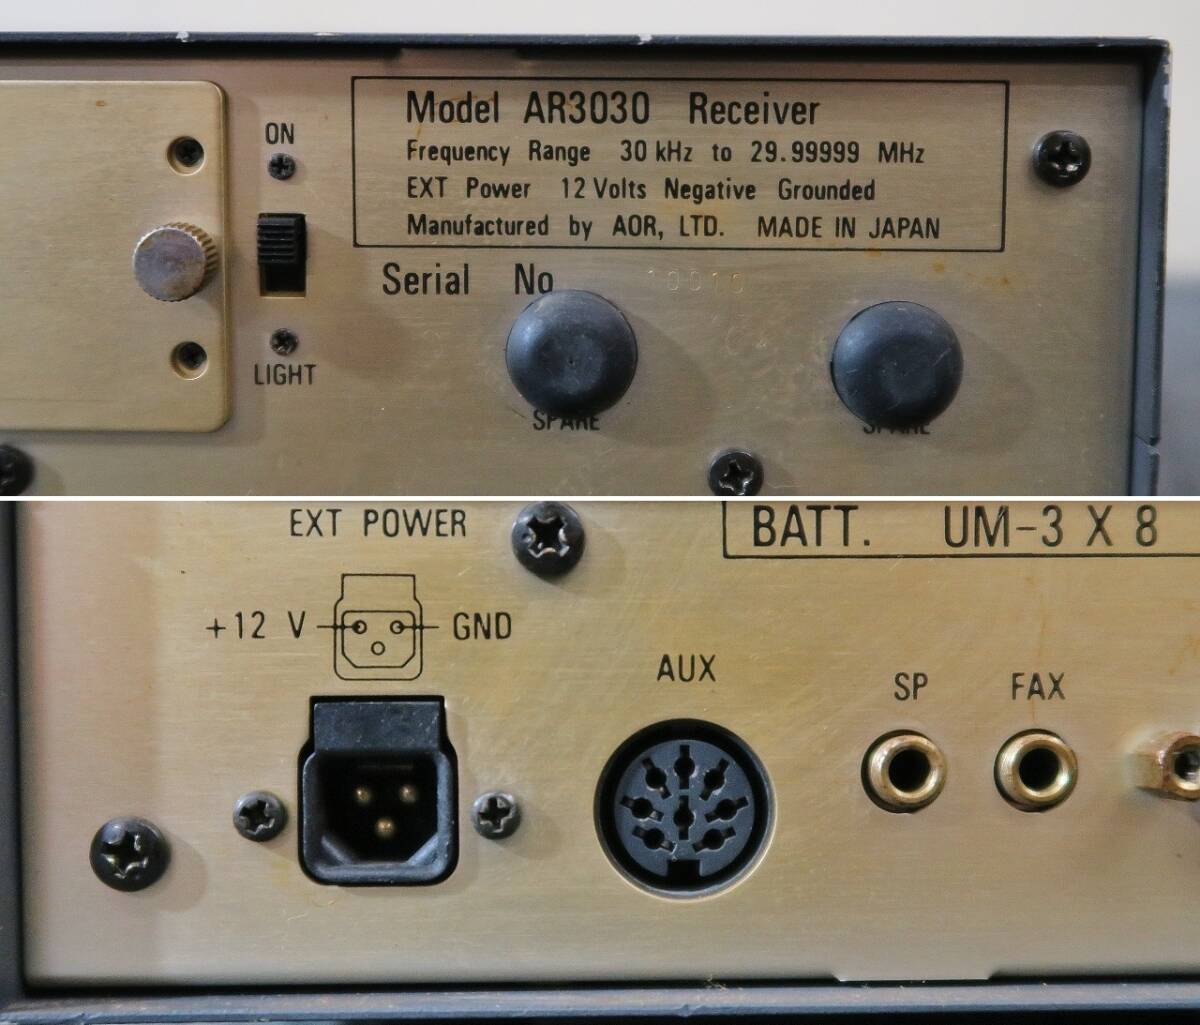 Model AR3030 Receiver
Frequency Range 30 kHz to 29.99999 MHz
EXT Power 12 Volts Negative Grounded
Manufactured by AOR, LTD. MADE IN JAPAN
Serial No
ON
LIGHT
SPARE
SPARE
EXT POWER
BATT. UM-3 X 8
+12 V
GND
AUX
SP
FAX